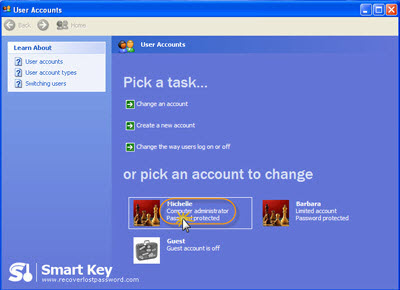 User Accounts
Back
Home
Learn About
User accounts
User account types
Switching users
User Accounts
Pick a task...
Change an account
Create a new account
Change the way users log on or off
or pick an account to change
Michelle
Computer administrator
Password protected
Barbara
Limited account
Password protected
Guest
Guest account is off
Smart Key
www.recoverlostpassword.com